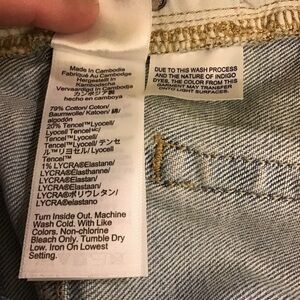 Made in Cambodia
Fabriqué Au Cambodge
Hergestellt in
Kambodscha
Vervaardigd In Cambodja
カンボジア製
hecho en camboya
79% Cotton/ Coton/
Baumwolle/ Katoen/ 綿/
algodón
20% Tencel™Lyocell/
Lyocell Tencel™/
Tencel™Lyocell/
Tencel™Lyocell/ テンセ
ル™リヨセル/ Lyocell
Tencel™
1% LYCRA®Elastane/
LYCRA®Élasthanne/
LYCRA®Elastan/
LYCRA®Elastaan/
LYCRA®ポリウレタン/
LYCRA®Elastano
Turn Inside Out. Machine
Wash Cold. With Like
Colors. Non-chlorine
Bleach Only. Tumble Dry
Low. Iron On Lowest
Setting.
DUE TO THIS WASH PROCESS
AND THE NATURE OF INDIGO
DYES, THE COLOR FROM THIS
GARMENT MAY TRANSFER
ONTO LIGHT SURFACES.